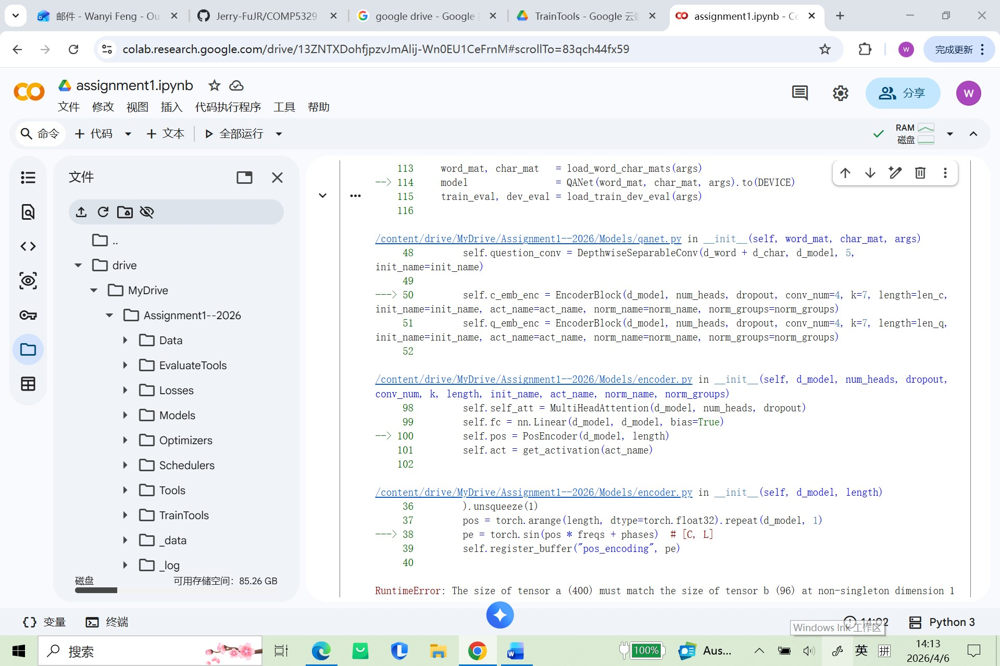 邮件 - Wanyi Feng - Ou
Jerry-FuJR/COMP5329
google drive - Google
TrainTools - Google 云端
assignment1.ipynb - Co
colab.research.google.com/drive/13ZNTXDohfjpzvJmAlij-Wn0EU1CeFrnM#scrollTo=83qch44fx59
W
完成更新
assignment1.ipynb
文件 修改 视图 插入 代码执行程序 工具 帮助
分享
W
命令 + 代码 + 文本 全部运行
RAM
磁盘
文件
..
drive
MyDrive
Assignment1--2026
Data
EvaluateTools
Losses
Models
Optimizers
Schedulers
Tools
TrainTools
_data
_log
磁盘 可用存储空间: 85.26 GB
113 word_mat, char_mat = load_word_char_mats(args)
--> 114 model = QANet(word_mat, char_mat, args).to(DEVICE)
115 train_eval, dev_eval = load_train_dev_eval(args)
116
/content/drive/MyDrive/Assignment1--2026/Models/qanet.py in __init__(self, word_mat, char_mat, args)
48 self.question_conv = DepthwiseSeparableConv(d_word + d_char, d_model, 5,
init_name=init_name)
49
---> 50 self.c_emb_enc = EncoderBlock(d_model, num_heads, dropout, conv_num=4, k=7, length=len_c,
init_name=init_name, act_name=act_name, norm_name=norm_name, norm_groups=norm_groups)
51 self.q_emb_enc = EncoderBlock(d_model, num_heads, dropout, conv_num=4, k=7, length=len_q,
init_name=init_name, act_name=act_name, norm_name=norm_name, norm_groups=norm_groups)
52
/content/drive/MyDrive/Assignment1--2026/Models/encoder.py in __init__(self, d_model, num_heads, dropout,
conv_num, k, length, init_name, act_name, norm_name, norm_groups)
98 self.self_att = MultiHeadAttention(d_model, num_heads, dropout)
99 self.fc = nn.Linear(d_model, d_model, bias=True)
--> 100 self.pos = PosEncoder(d_model, length)
101 self.act = get_activation(act_name)
102
/content/drive/MyDrive/Assignment1--2026/Models/encoder.py in __init__(self, d_model, length)
36 ).unsqueeze(1)
37 pos = torch.arange(length, dtype=torch.float32).repeat(d_model, 1)
---> 38 pe = torch.sin(pos * freqs + phases) # [C, L]
39 self.register_buffer("pos_encoding", pe)
40
RuntimeError: The size of tensor a (400) must match the size of tensor b (96) at non-singleton dimension 1
变量 终端
14:02
Python 3
Windows Ink 工作区
搜索
100%
Aus...
英
拼
14:13
2026/4/6